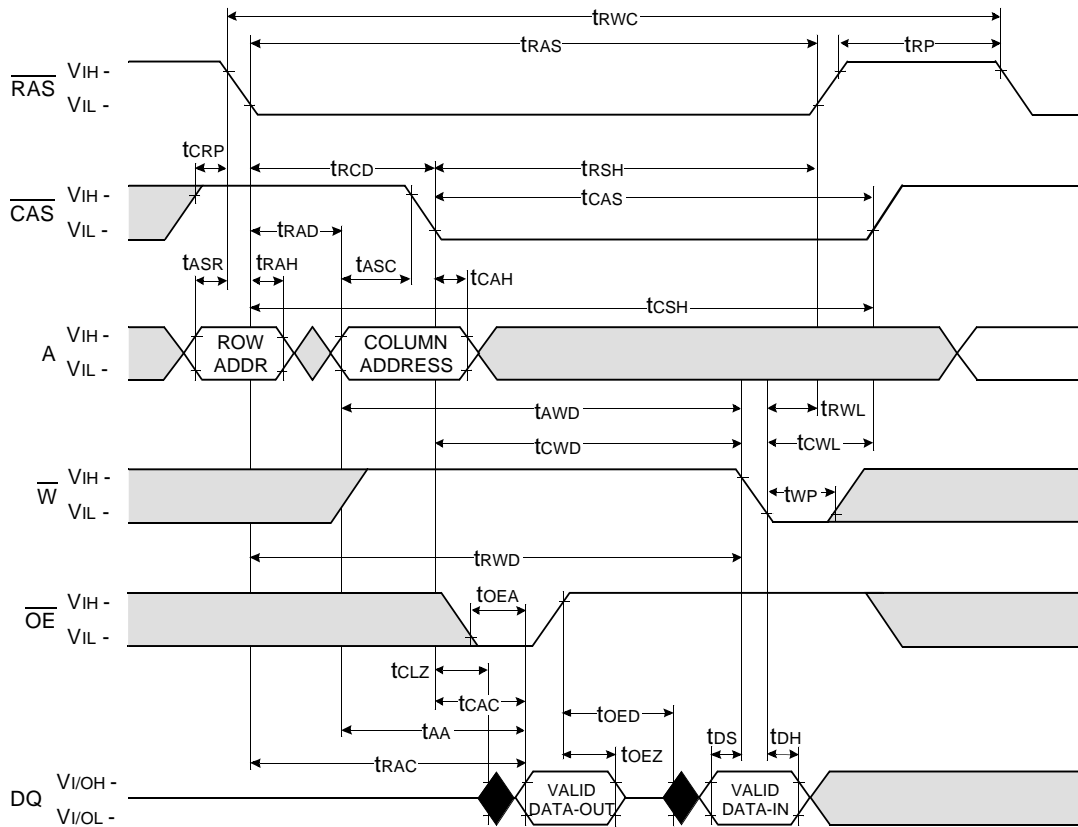 tRWC
tRAS
tRP
RAS
VIH -
VIL -
tCRP
tRCD
tRSH
CAS
VIH -
VIL -
tCAS
tRAD
tASR
tRAH
tASC
tCAH
tCSH
A
VIH -
VIL -
ROW
ADDR
COLUMN
ADDRESS
tAWD
tRWL
tCWD
tCWL
W
VIH -
VIL -
tWP
tRWD
OE
VIH -
VIL -
tOEA
tCLZ
tCAC
tOED
tAA
tOEZ
tDS
tDH
tRAC
DQ
VI/OH -
VI/OL -
VALID
DATA-OUT
VALID
DATA-IN